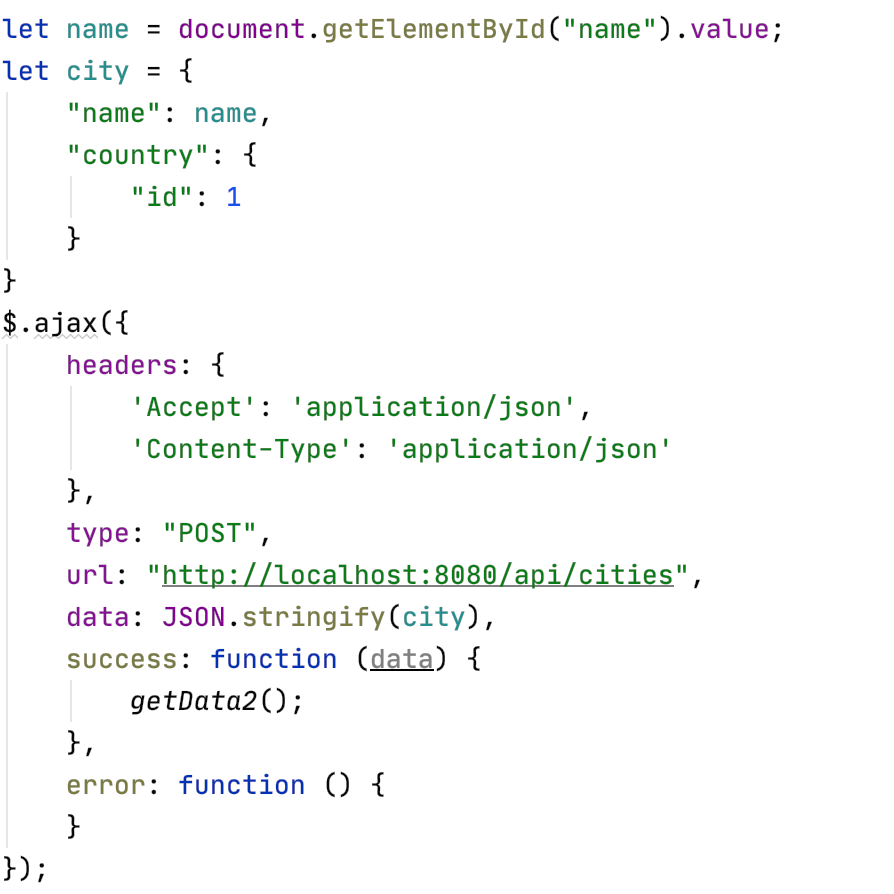 let name = document.getElementById("name").value;
let city = {
    "name": name,
    "country": {
        "id": 1
    }
}
$.ajax({
    headers: {
        'Accept': 'application/json',
        'Content-Type': 'application/json'
    },
    type: "POST",
    url: "http://localhost:8080/api/cities",
    data: JSON.stringify(city),
    success: function (data) {
        getData2();
    },
    error: function () {
    }
});